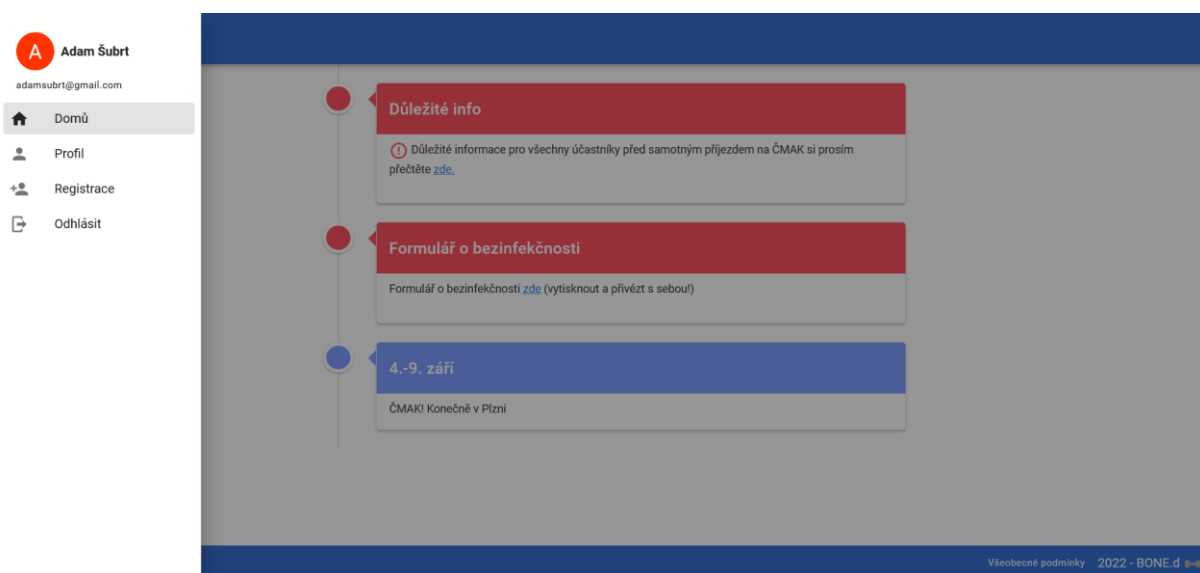 A
Adam Šubrt
adamsubrt@gmail.com
Domů
Profil
Registrace
Odhlásit
Důležité info
Důležité informace pro všechny účastníky před samotným příjezdem na ČMAK si prosím
přečtěte zde.
Formulář o bezinfekčnosti
Formulář o bezinfekčnosti zde (vytisknout a přivézt s sebou!)
4.-9. září
ČMAK! Konečně v Plzni
Všeobecné podmínky 2022 - BONE.d